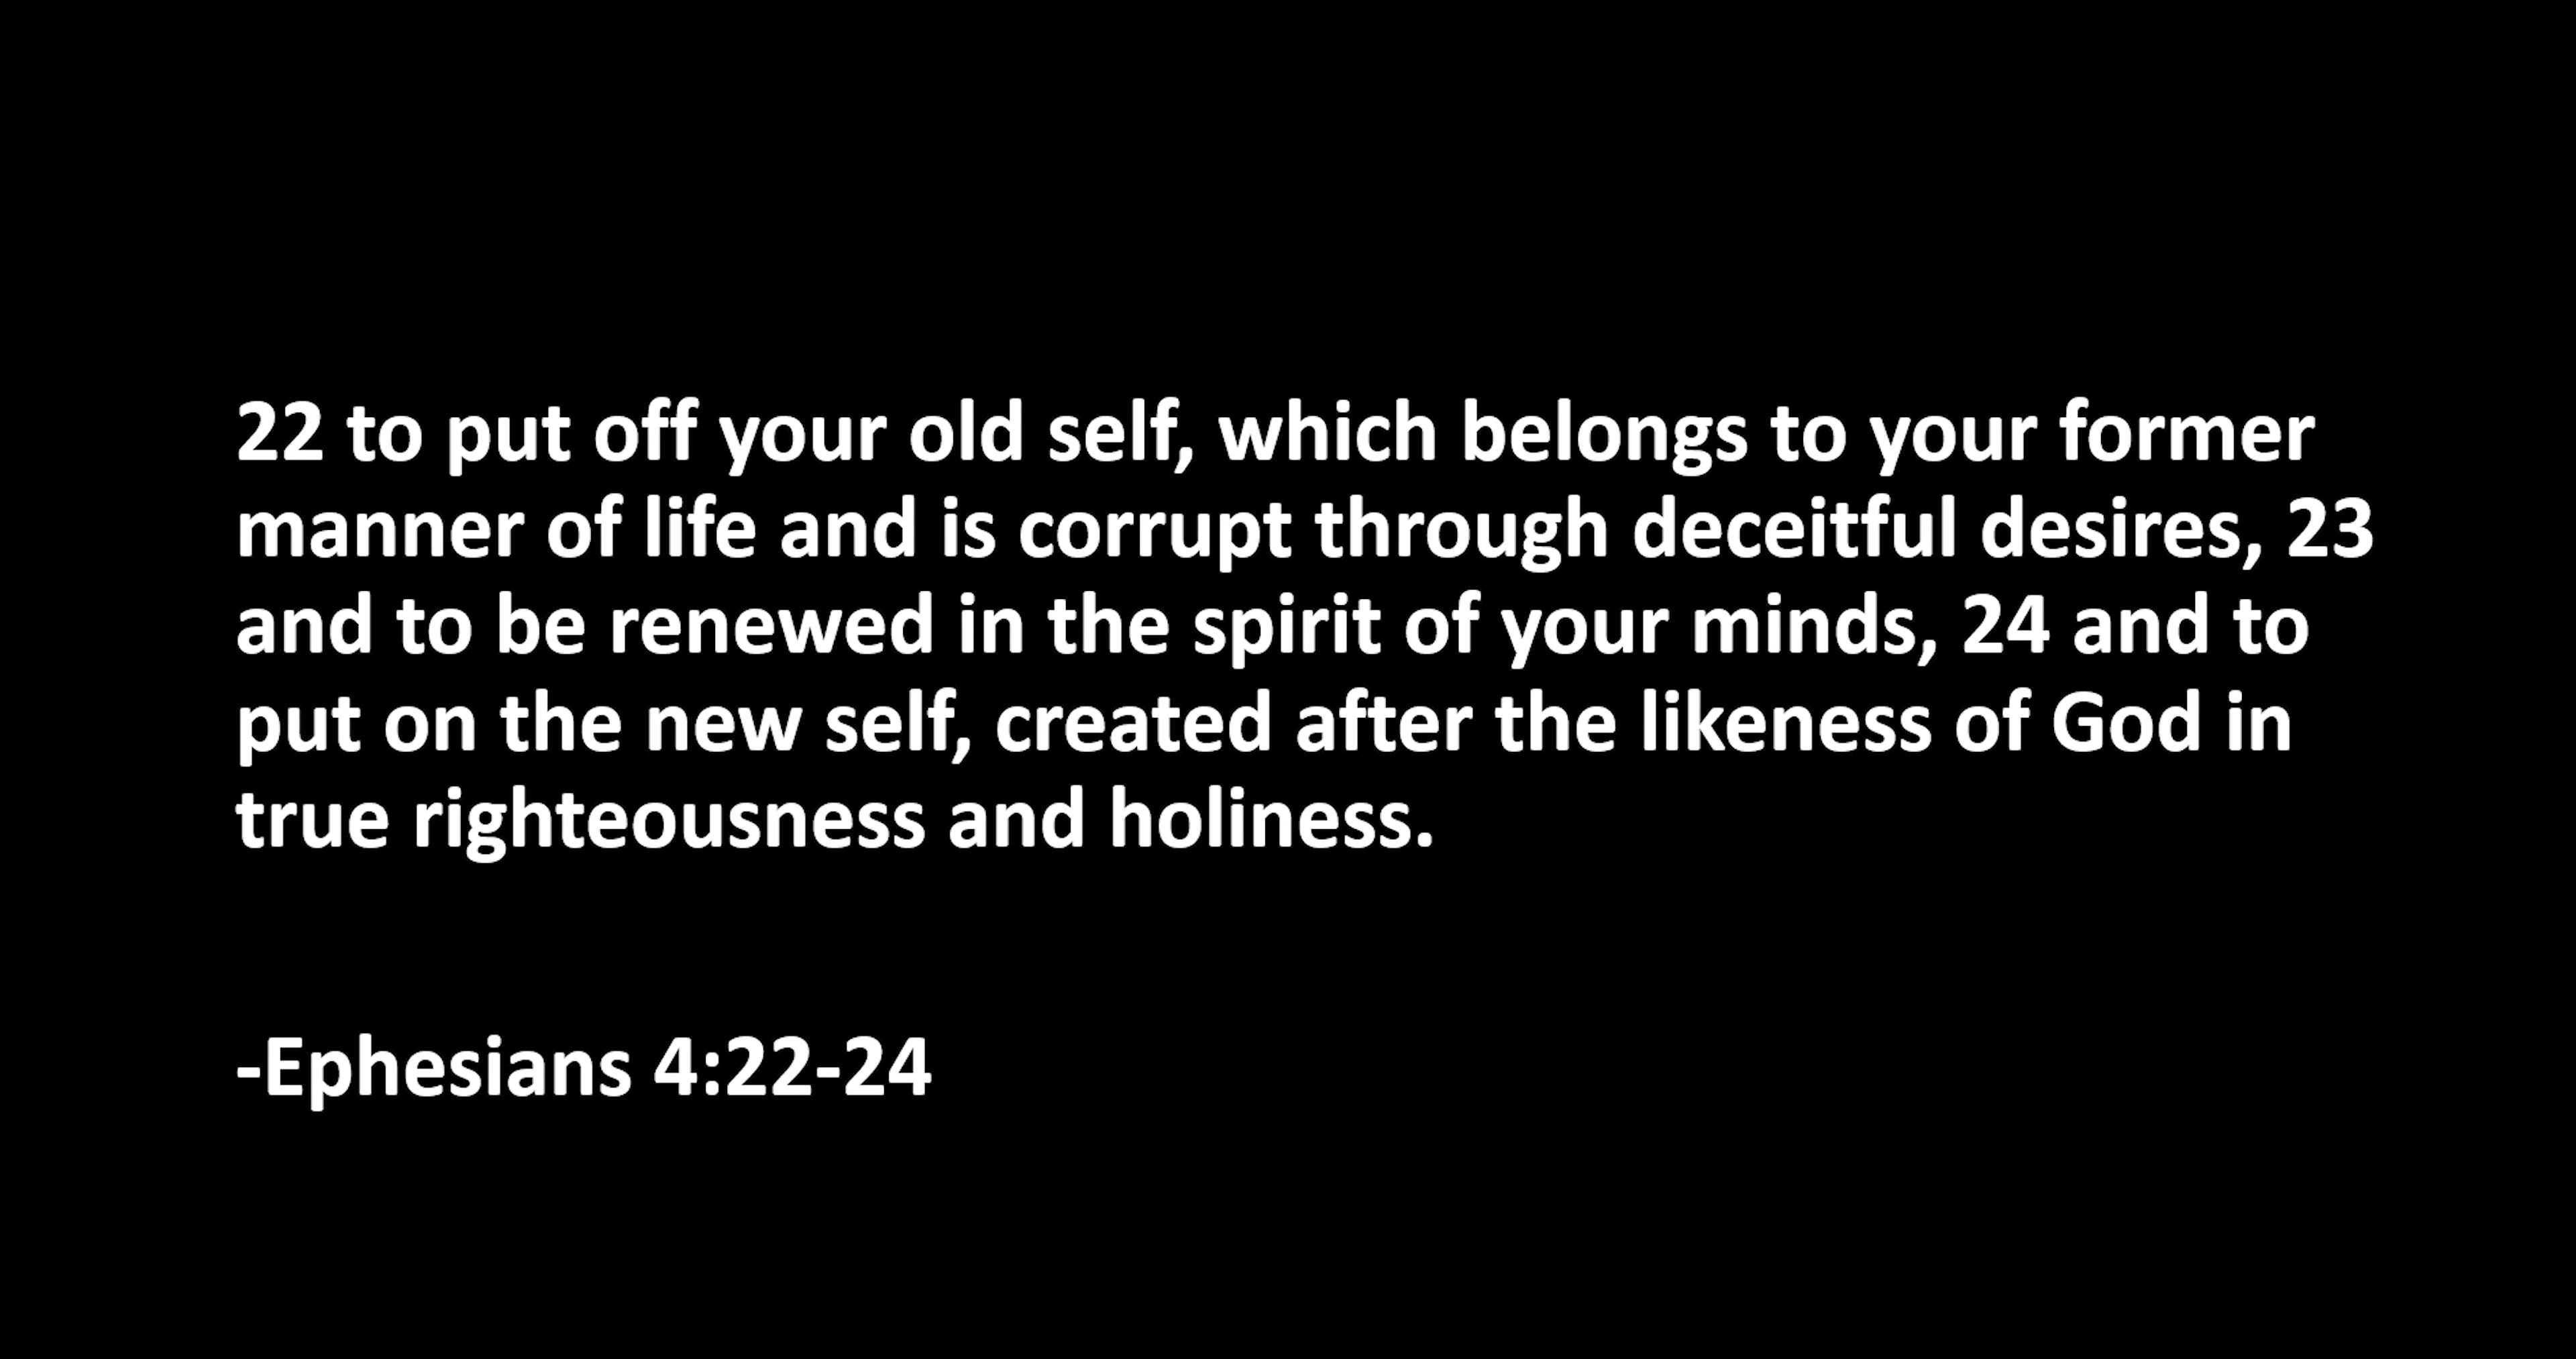 22 to put off your old self, which belongs to your former
manner of life and is corrupt through deceitful desires, 23
and to be renewed in the spirit of your minds, 24 and to
put on the new self, created after the likeness of God in
true righteousness and holiness.
-Ephesians 4:22-24